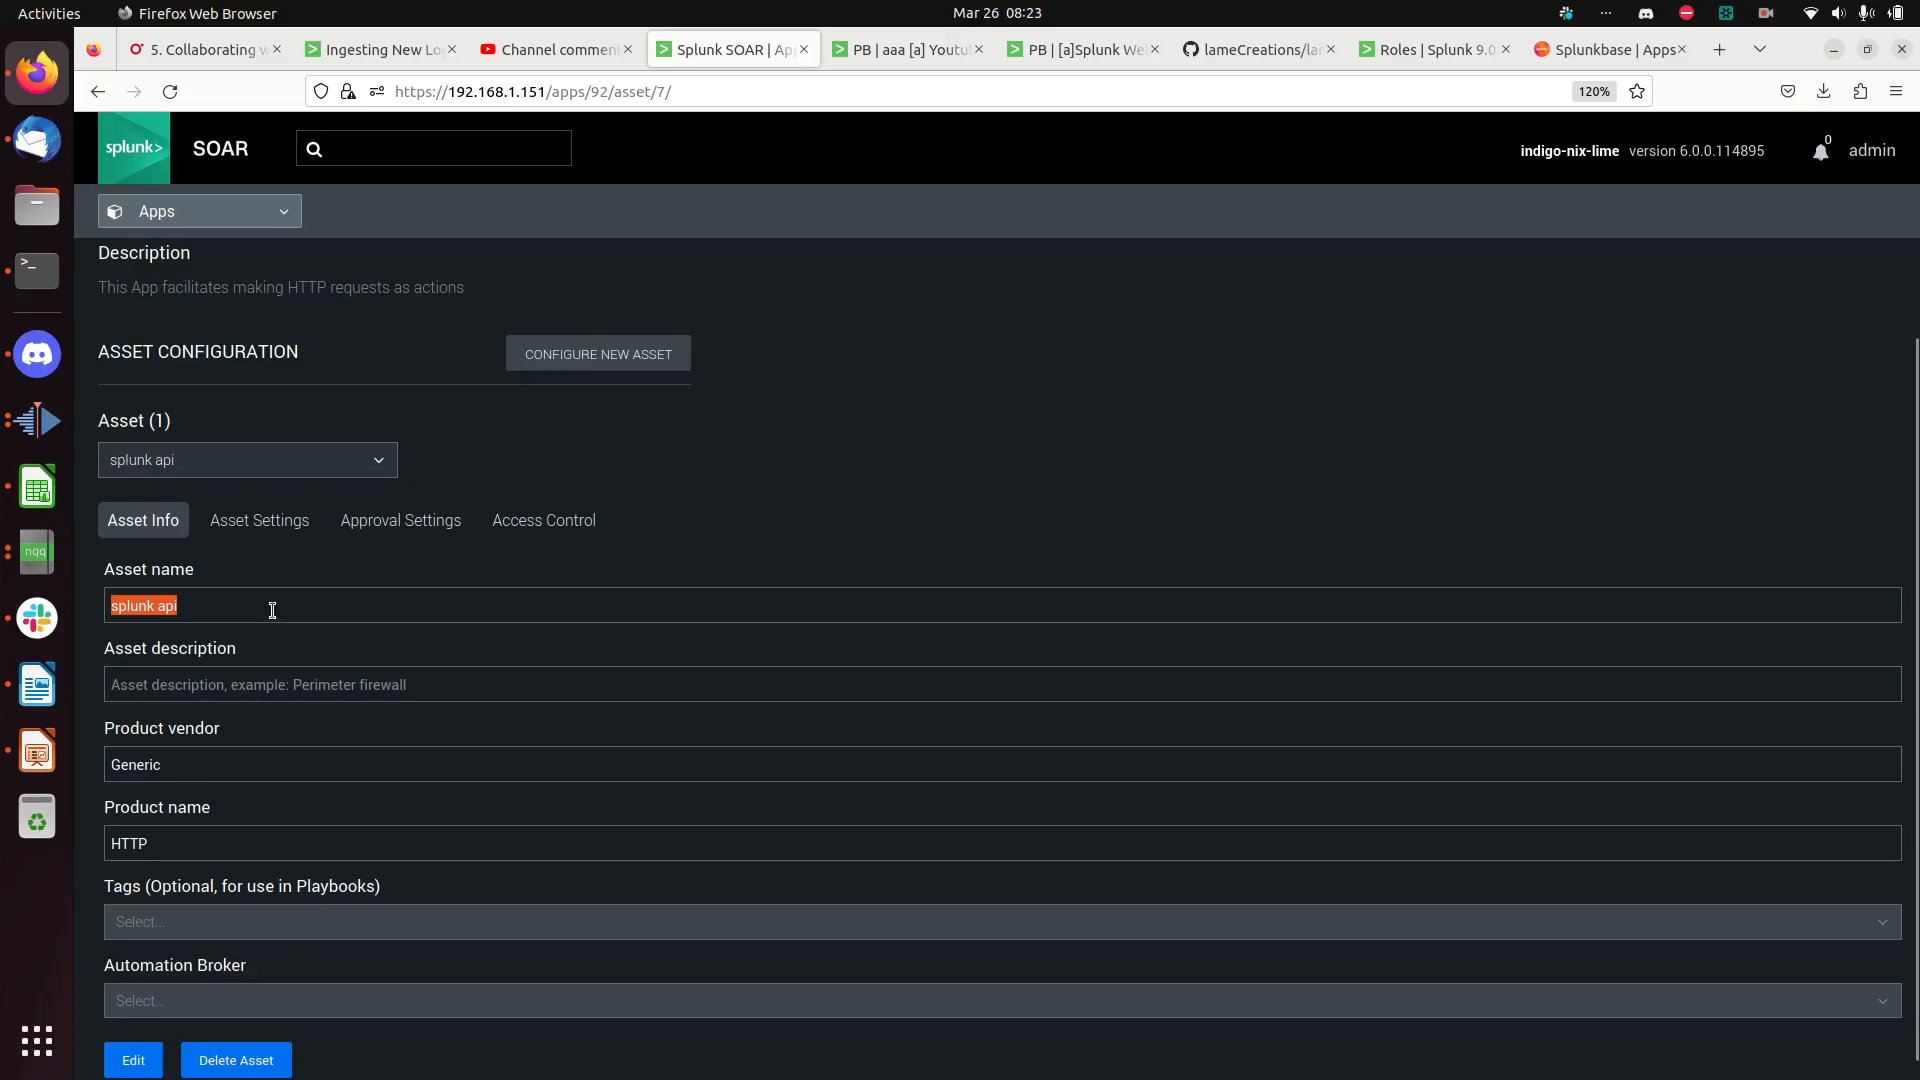 Activities
Firefox Web Browser
Mar 26 08:23
5. Collaborating w
Ingesting New Lo
Channel commen
Splunk SOAR | Ap
PB | aaa [a] Youtu
PB | [a]Splunk We
lameCreations/la
Roles | Splunk 9.0
Splunkbase | Apps
https://192.168.1.151/apps/92/asset/7/
120%
splunk>
SOAR
indigo-nix-lime version 6.0.0.114895
0
admin
Apps
Description
This App facilitates making HTTP requests as actions
ASSET CONFIGURATION
CONFIGURE NEW ASSET
Asset (1)
splunk api
Asset Info
Asset Settings
Approval Settings
Access Control
Asset name
splunk api
Asset description
Asset description, example: Perimeter firewall
Product vendor
Generic
Product name
HTTP
Tags (Optional, for use in Playbooks)
Select...
Automation Broker
Select...
Edit
Delete Asset
nqq